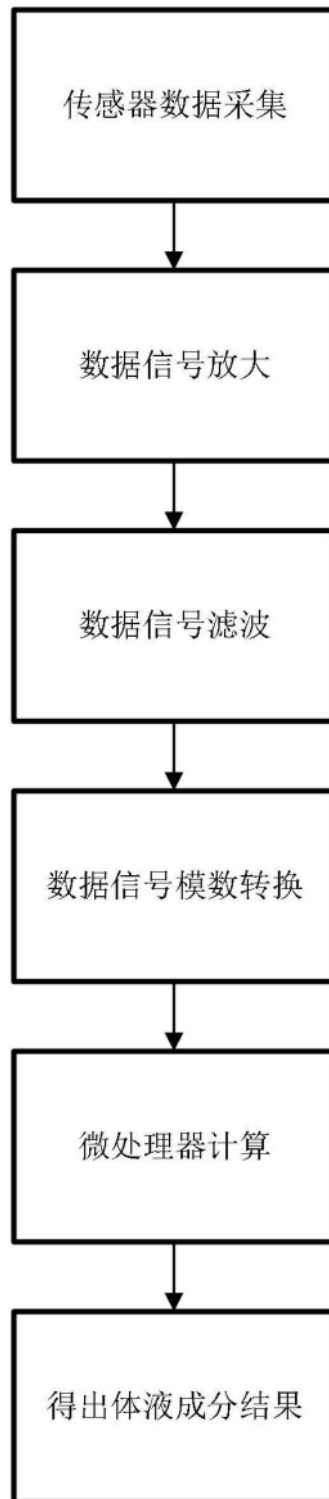 传感器数据采集
数据信号放大
数据信号滤波
数据信号模数转换
微处理器计算
得出体液成分结果